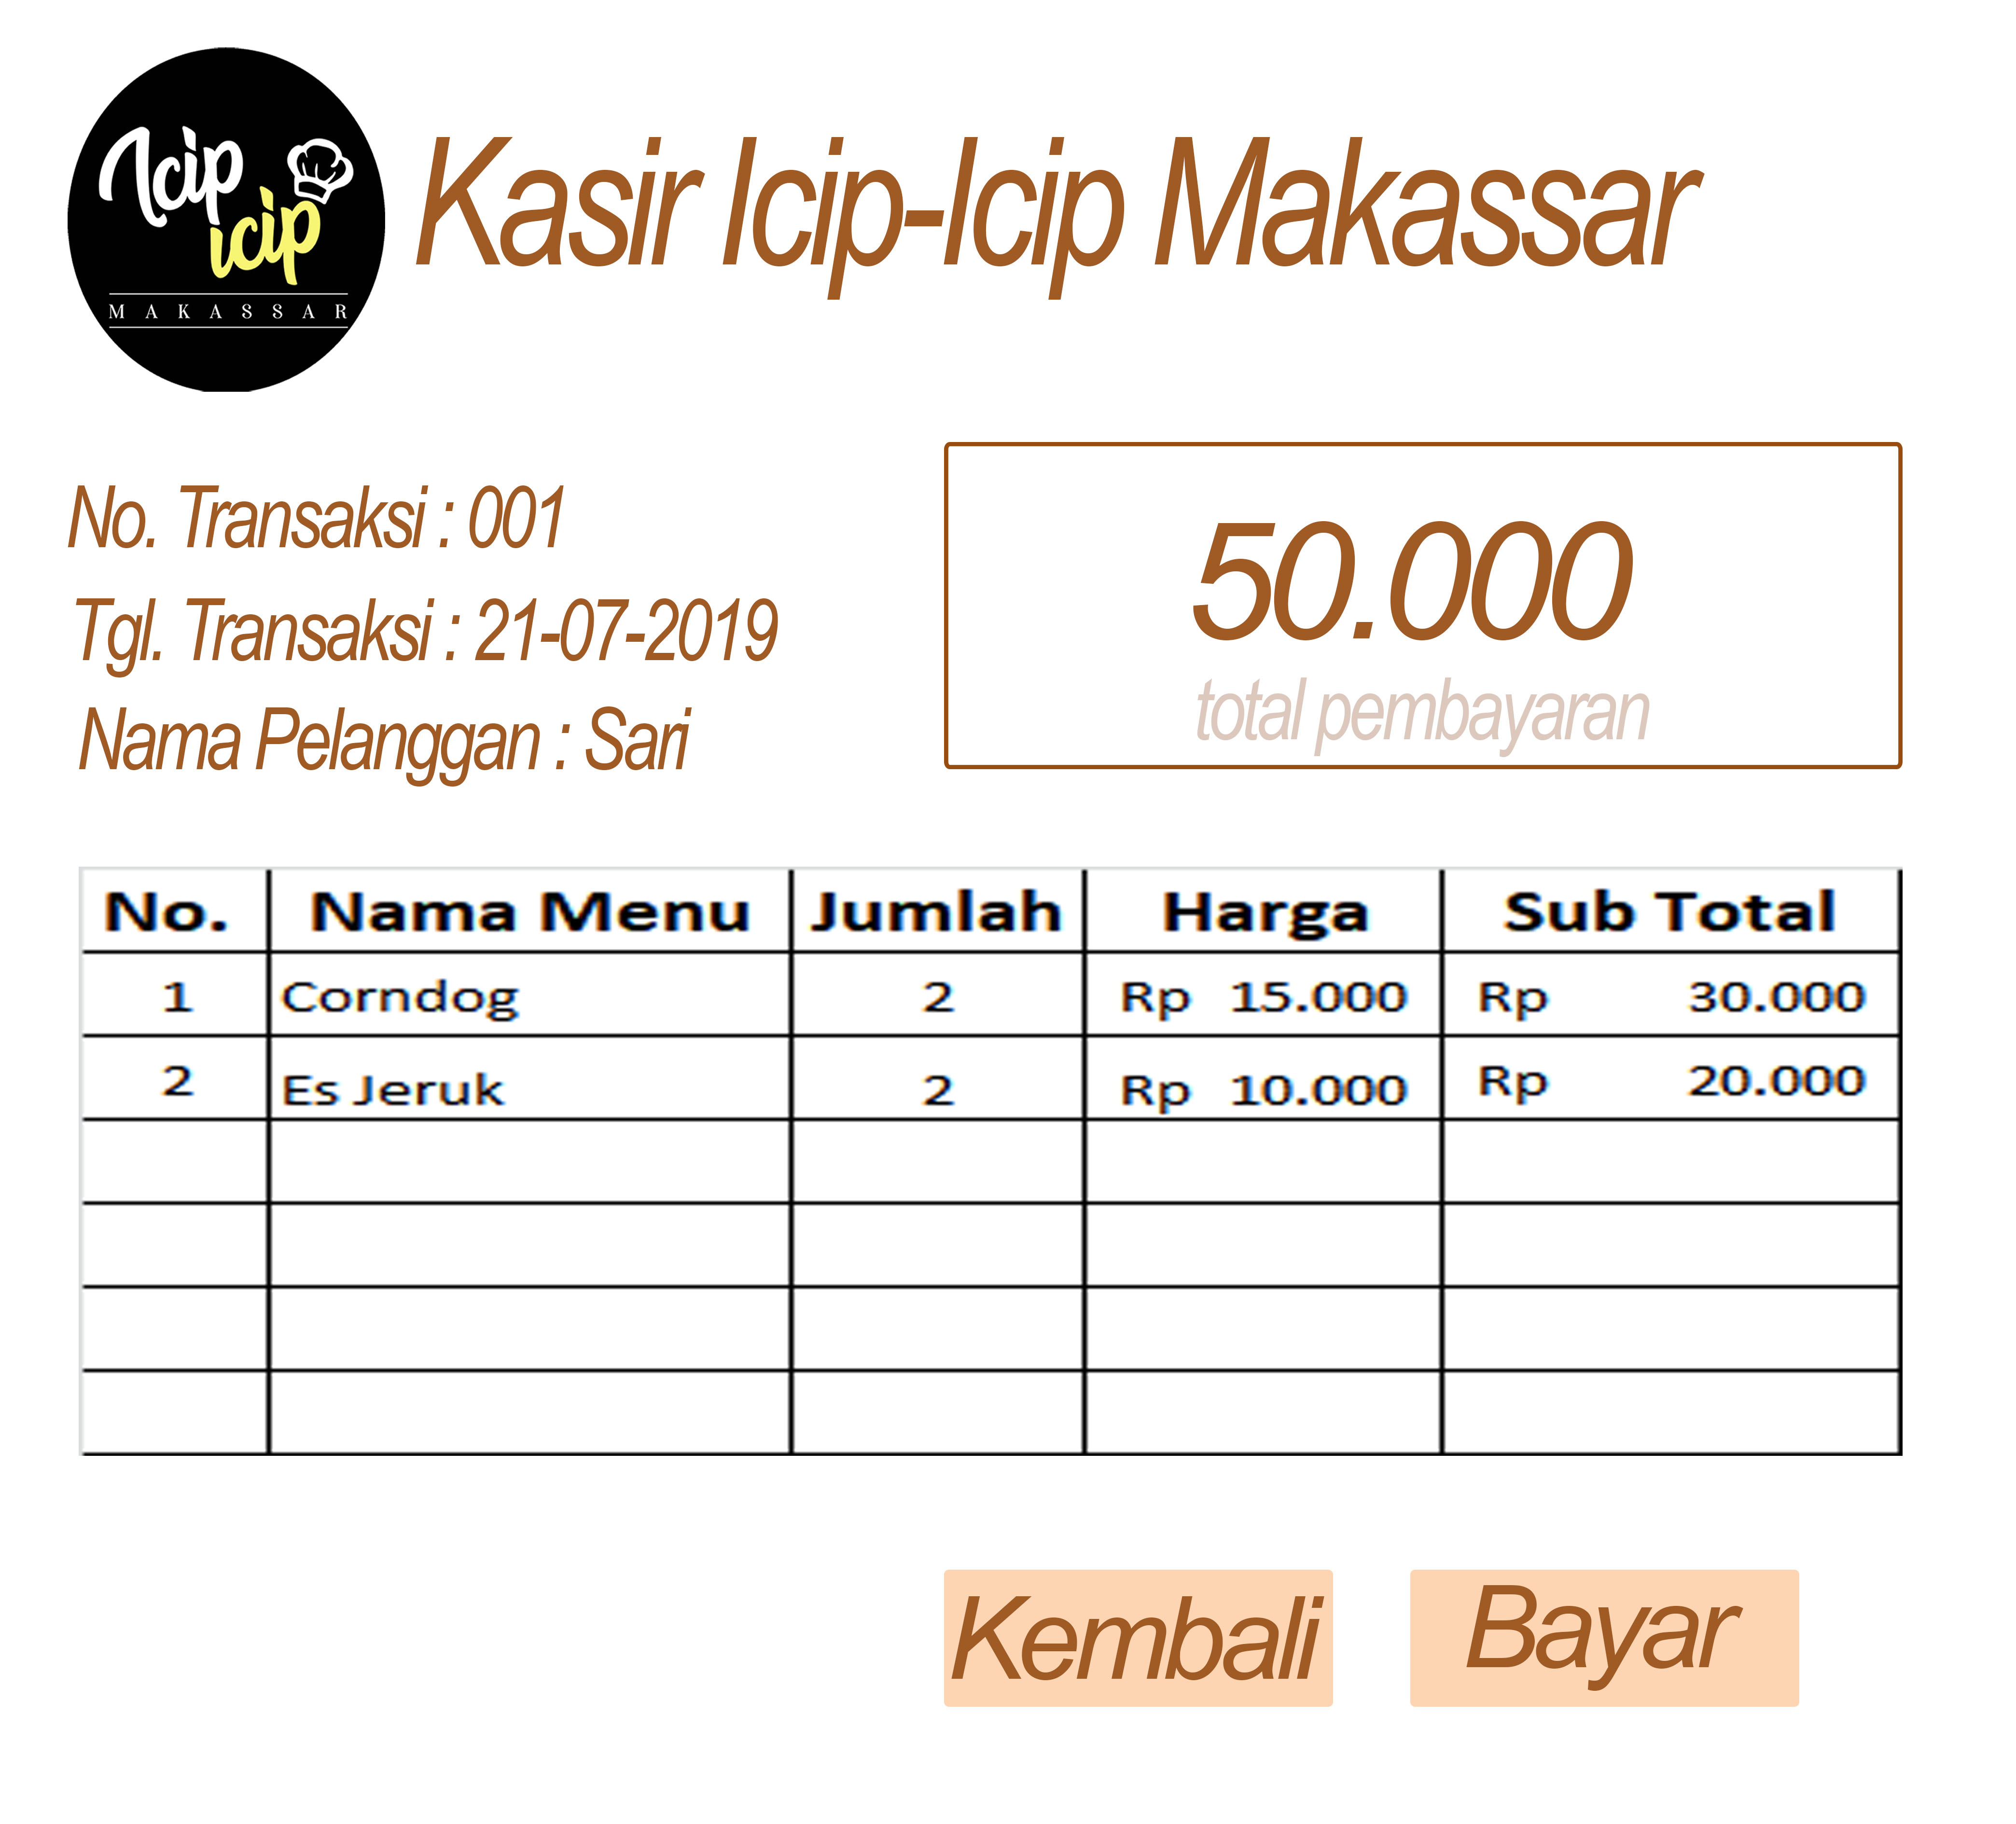 Icip
icip
MAKASSAR
Kasir Icip-Icip Makassar
No. Transaksi : 001
Tgl. Transaksi : 21-07-2019
Nama Pelanggan : Sari
50.000
total pembayaran
No. Nama Menu Jumlah Harga Sub Total
1 Corndog 2 Rp 15.000 Rp 30.000
2 Es Jeruk 2 Rp 10.000 Rp 20.000
Kembali Bayar